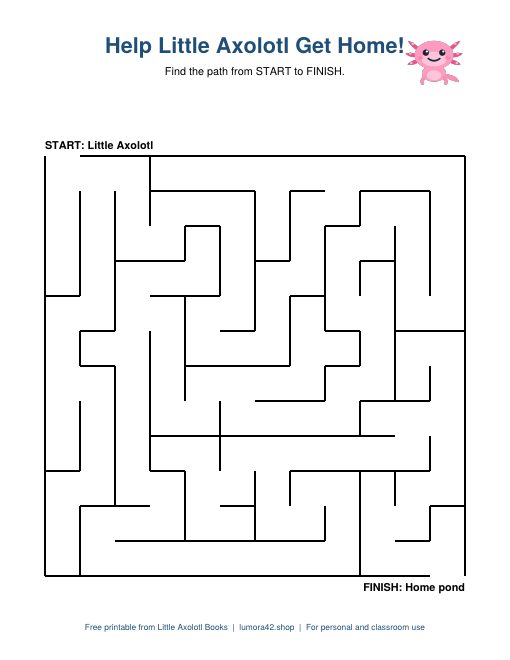 Help Little Axolotl Get Home!
Find the path from START to FINISH.
START: Little Axolotl
FINISH: Home pond
Free printable from Little Axolotl Books | lumora42.shop | For personal and classroom use